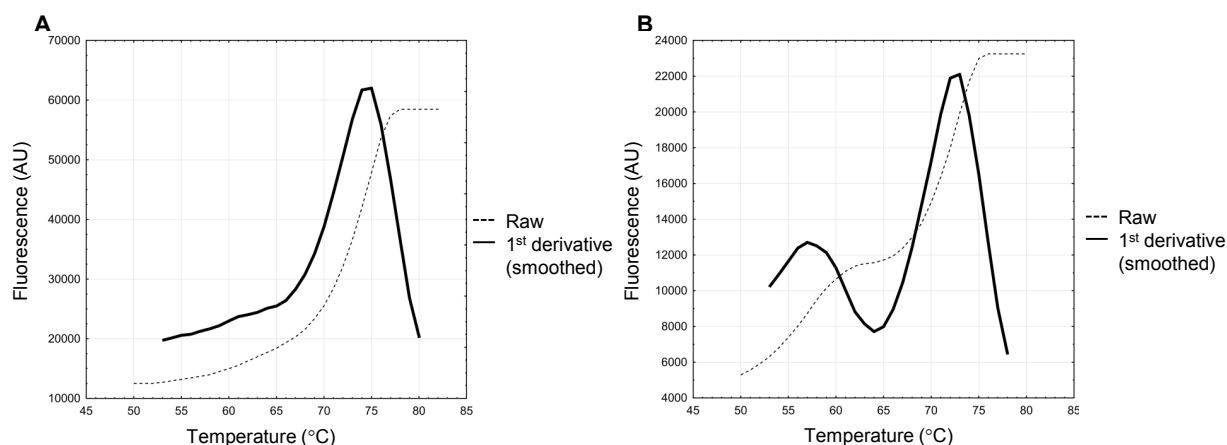 A
70000
60000
50000
40000
30000
20000
10000
Fluorescence (AU)
45 50 55 60 65 70 75 80 85
Temperature (°C)
Raw
1st derivative
(smoothed)
B
24000
22000
20000
18000
16000
14000
12000
10000
8000
6000
4000
Fluorescence (AU)
45 50 55 60 65 70 75 80 85
Temperature (°C)
Raw
1st derivative
(smoothed)